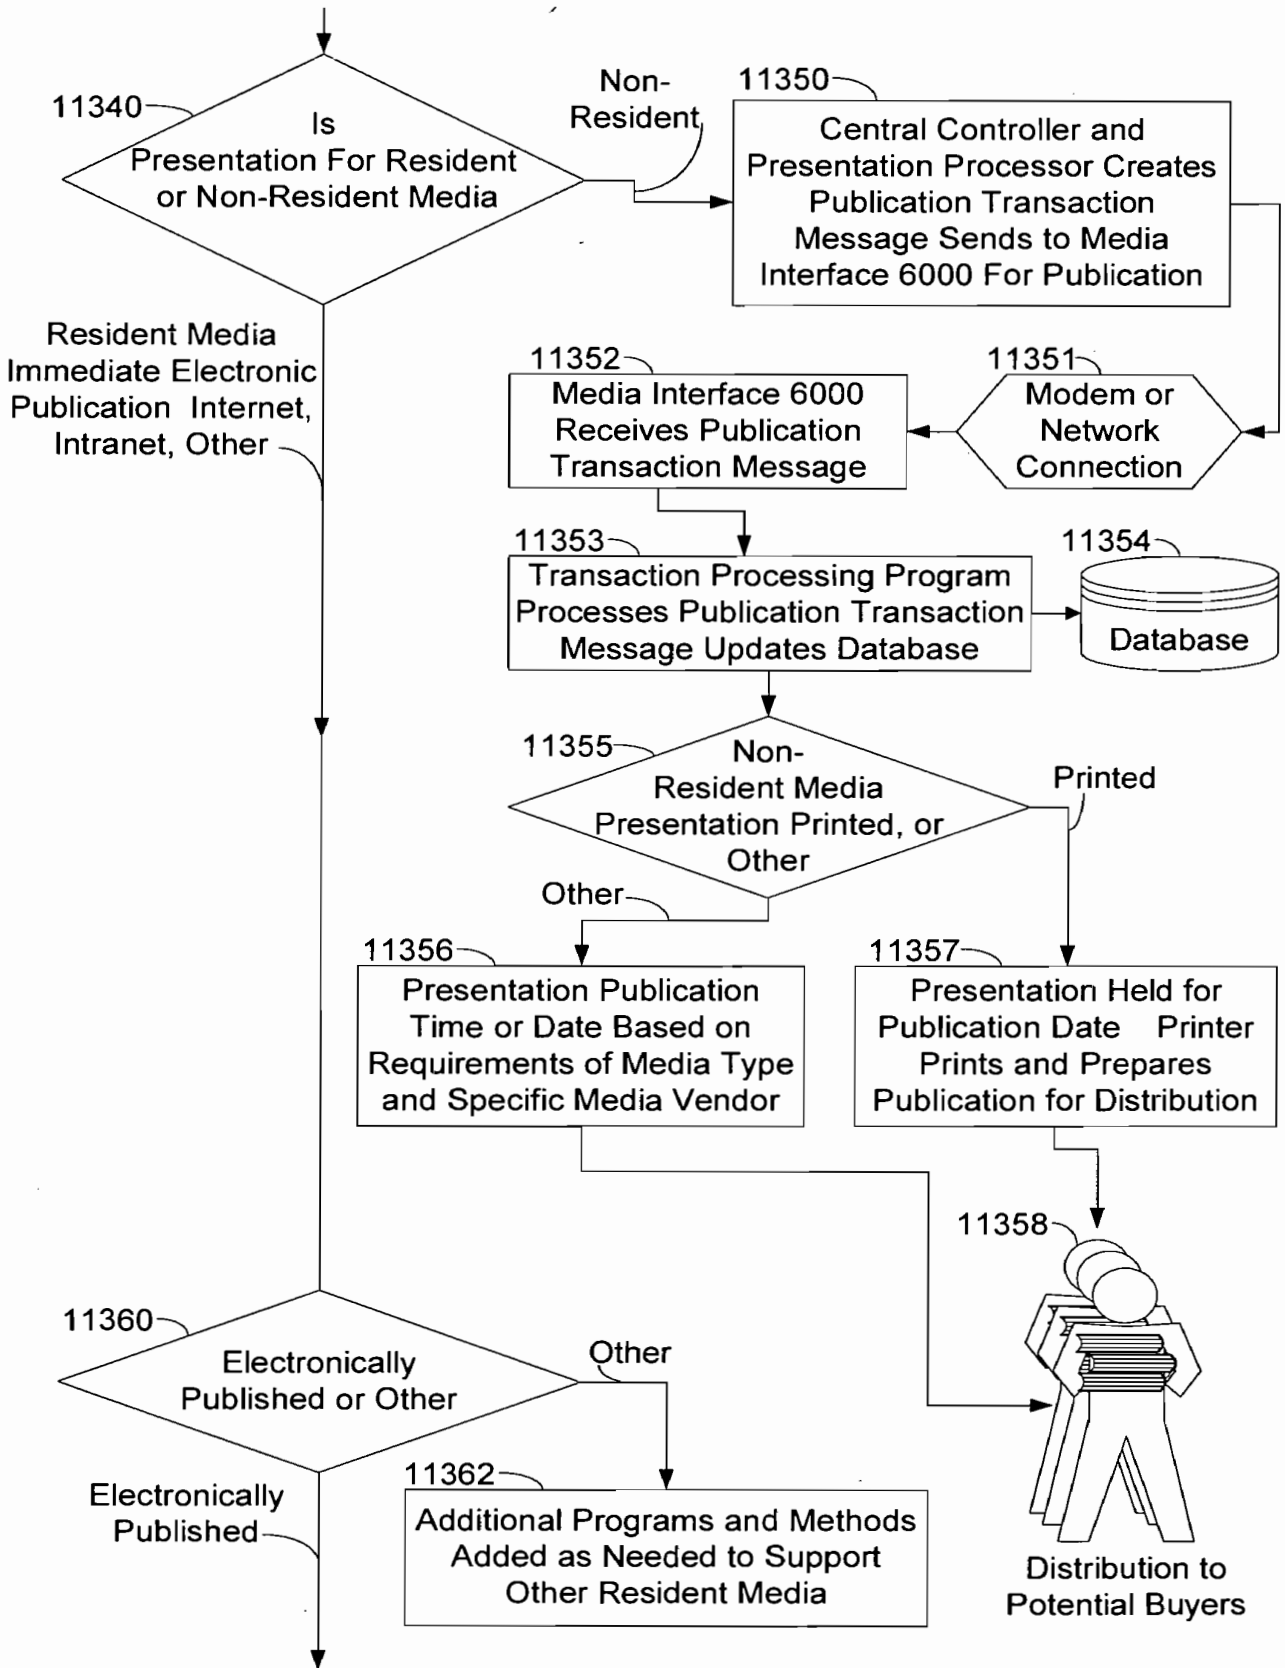 11340
Is
Presentation For Resident
or Non-Resident Media
Non-
Resident
11350
Central Controller and
Presentation Processor Creates
Publication Transaction
Message Sends to Media
Interface 6000 For Publication
Resident Media
Immediate Electronic
Publication Internet,
Intranet, Other
11352
Media Interface 6000
Receives Publication
Transaction Message
11351
Modem or
Network
Connection
11353
Transaction Processing Program
Processes Publication Transaction
Message Updates Database
11354
Database
11355
Non-
Resident Media
Presentation Printed, or
Other
Printed
Other
11356
Presentation Publication
Time or Date Based on
Requirements of Media Type
and Specific Media Vendor
11357
Presentation Held for
Publication Date Printer
Prints and Prepares
Publication for Distribution
11358
Distribution to
Potential Buyers
11360
Electronically
Published or Other
Other
Electronically
Published
11362
Additional Programs and Methods
Added as Needed to Support
Other Resident Media